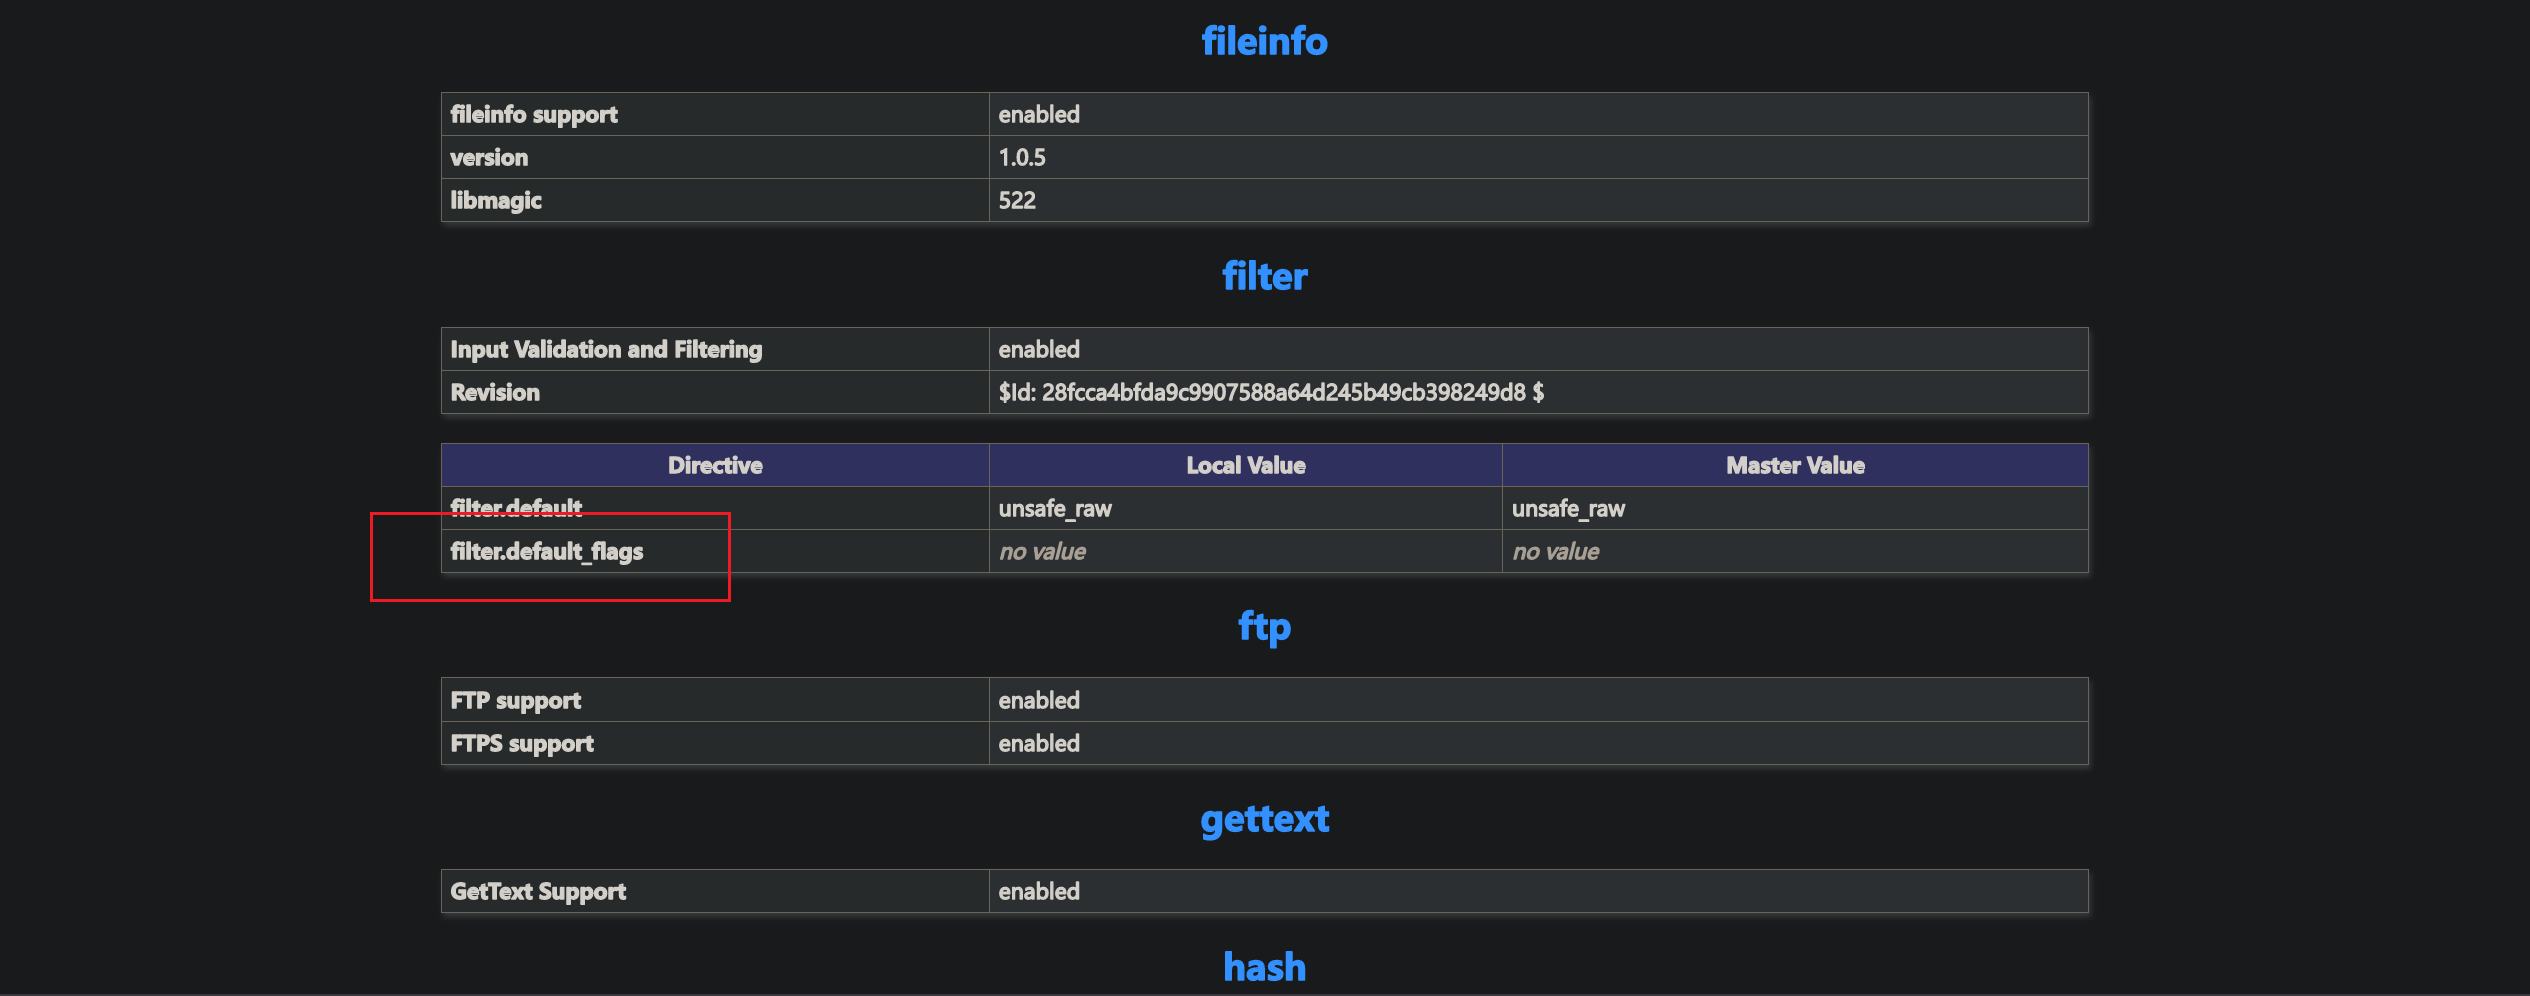 fileinfo
fileinfo support enabled
version 1.0.5
libmagic 522
filter
Input Validation and Filtering enabled
Revision $Id: 28fcca4bfda9c9907588a64d245b49cb398249d8 $
Directive Local Value Master Value
filter.default unsafe_raw unsafe_raw
filter.default_flags no value no value
ftp
FTP support enabled
FTPS support enabled
gettext
GetText Support enabled
hash